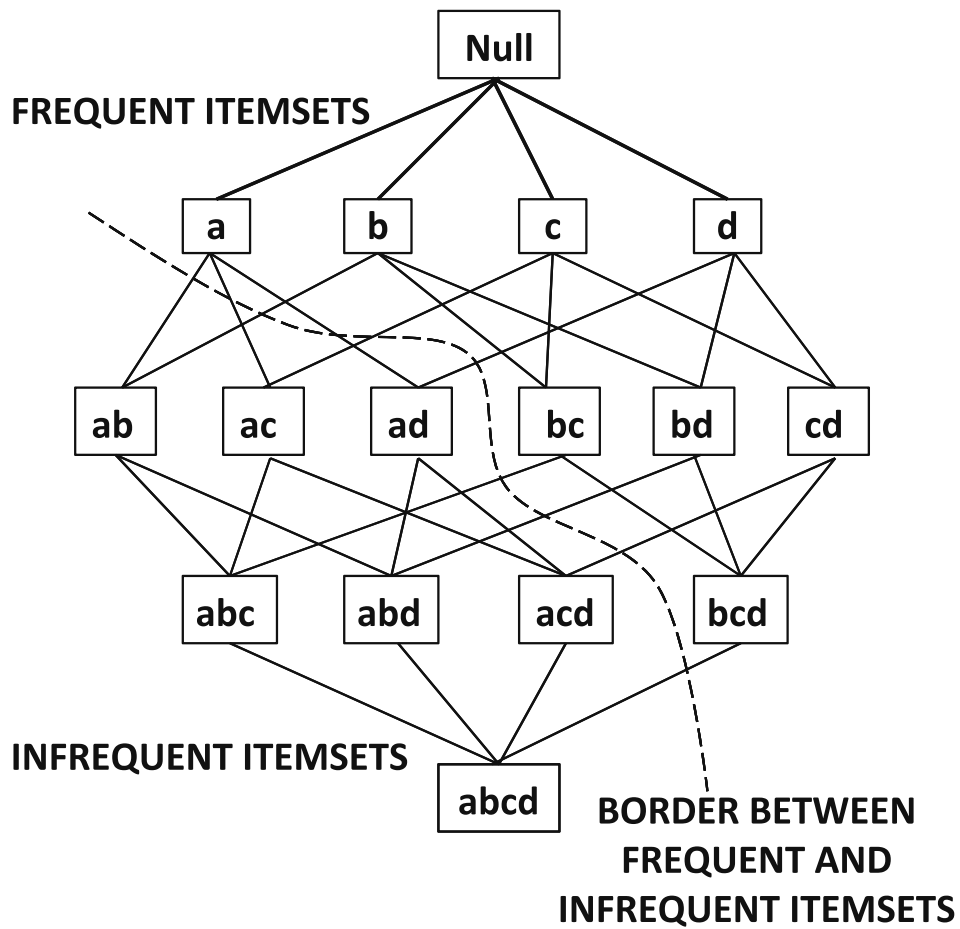 Null
FREQUENT ITEMSETS
a b c d
ab ac ad bc bd cd
abc abd acd bcd
INFREQUENT ITEMSETS
abcd
BORDER BETWEEN
FREQUENT AND
INFREQUENT ITEMSETS